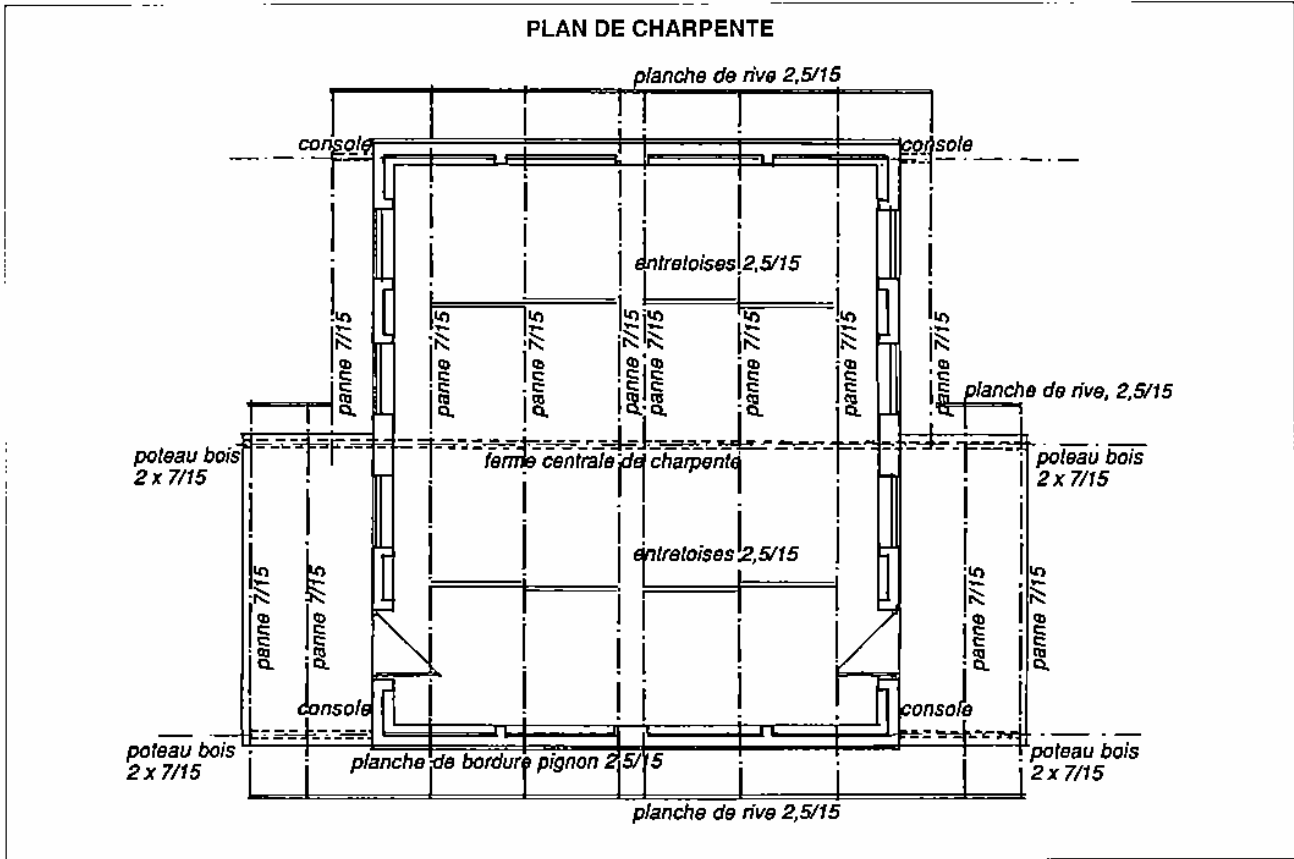 PLAN DE CHARPENTE
planche de rive 2,5/15
console
console
entretoises 2,5/15
panne 7/15
panne 7/15
panne 7/15
panne 7/15
panne 7/15
panne 7/15
panne 7/15
panne 7/15
planche de rive, 2,5/15
poteau bois
2 x 7/15
ferme centrale de charpente
poteau bois
2 x 7/15
entretoises 2,5/15
panne 7/15
panne 7/15
panne 7/15
panne 7/15
console
console
poteau bois
2 x 7/15
planche de bordure pignon 2,5/15
poteau bois
2 x 7/15
planche de rive 2,5/15